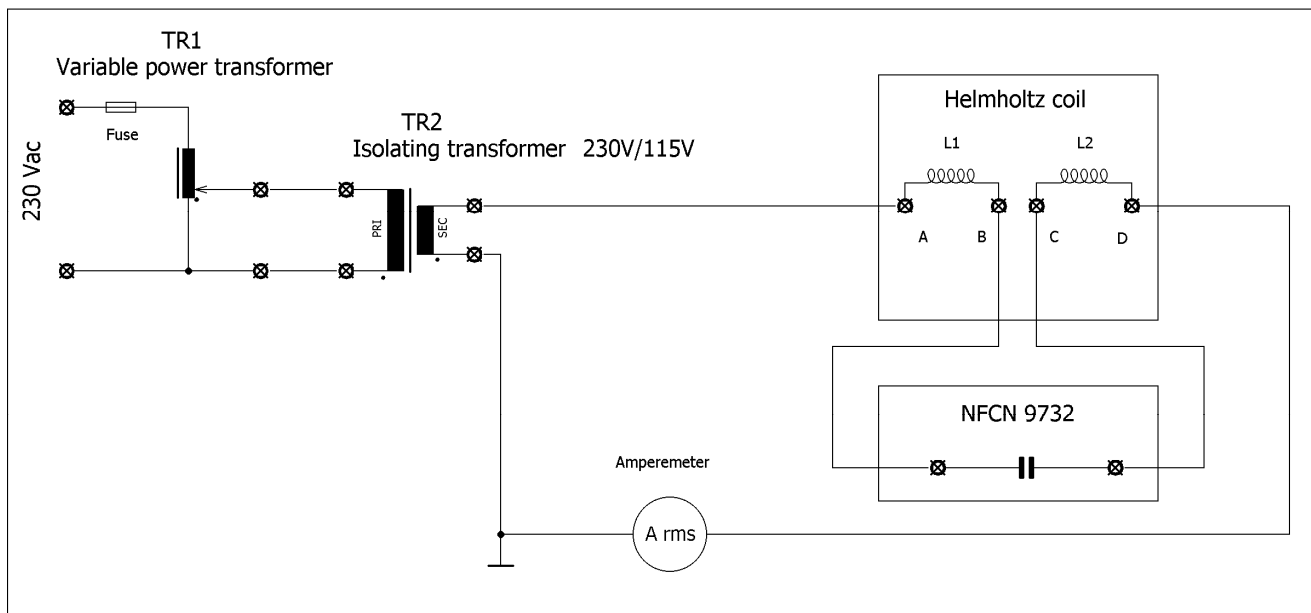 TR1
Variable power transformer
Fuse
230 Vac
TR2
Isolating transformer 230V/115V
PRI
SEC
Helmholtz coil
L1
L2
A
B
C
D
NFCN 9732
Amperemeter
A rms